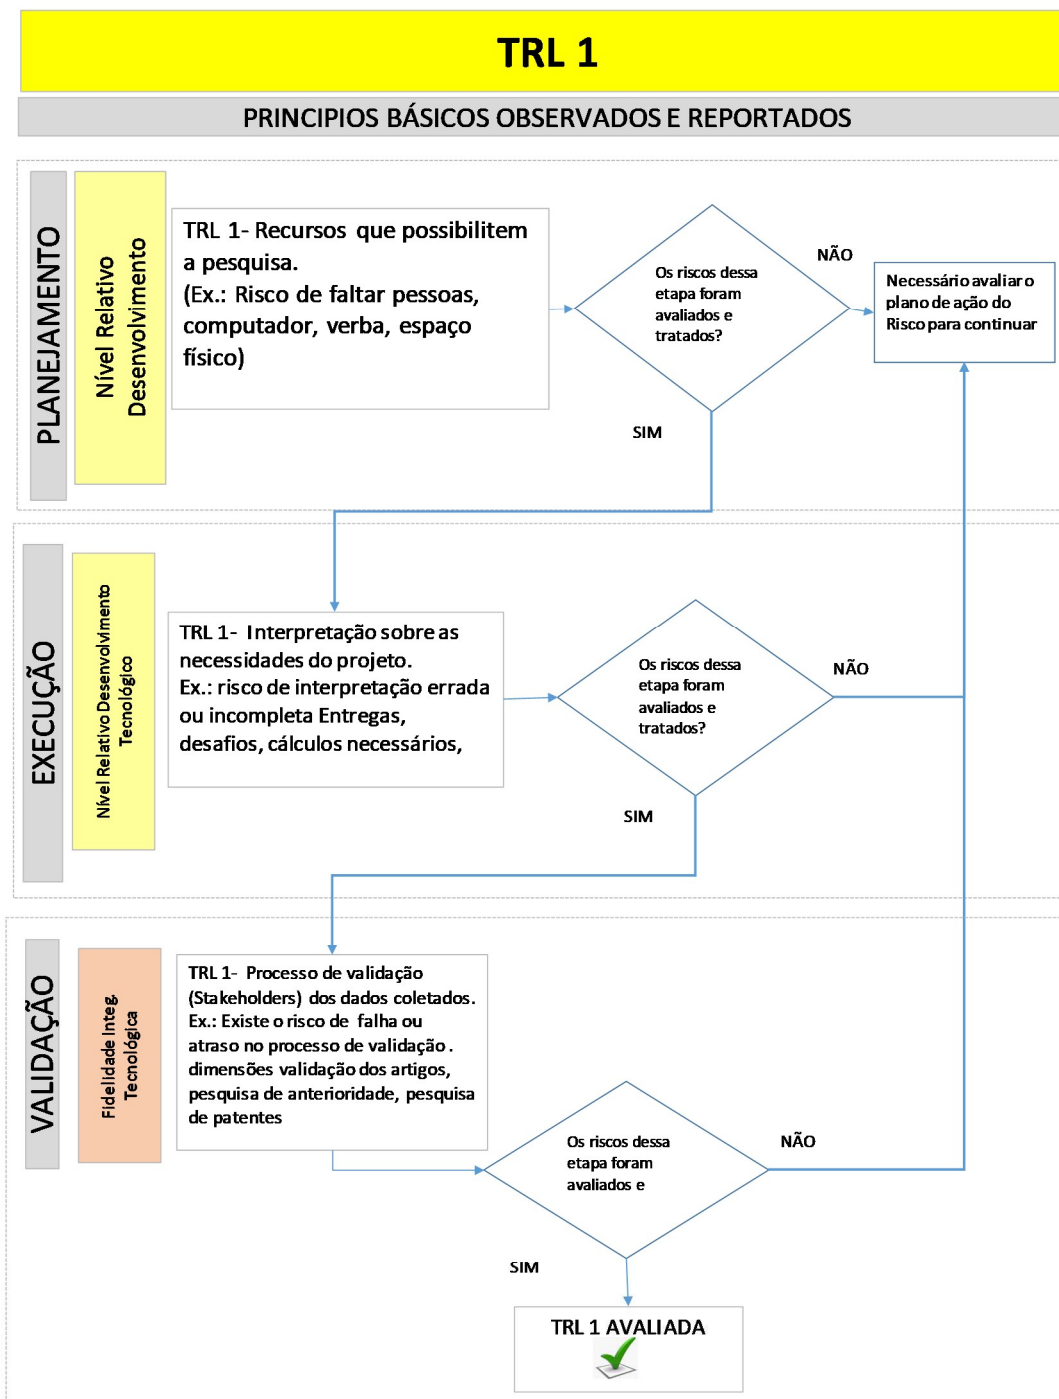 TRL 1
PRINCIPIOS BÁSICOS OBSERVADOS E REPORTADOS
PLANEJAMENTO
Nível Relativo
Desenvolvimento
TRL 1- Recursos que possibilitem
a pesquisa.
(Ex.: Risco de faltar pessoas,
computador, verba, espaço
físico)
Os riscos dessa
etapa foram
avaliados e
tratados?
NÃO
Necessário avaliar o
plano de ação do
Risco para continuar
SIM
EXECUÇÃO
Nível Relativo Desenvolvimento
Tecnológico
TRL 1- Interpretação sobre as
necessidades do projeto.
Ex.: risco de interpretação errada
ou incompleta Entregas,
desafios, cálculos necessários,
Os riscos dessa
etapa foram
avaliados e
tratados?
NÃO
SIM
VALIDAÇÃO
Fidelidade Integ.
Tecnológica
TRL 1- Processo de validação
(Stakeholders) dos dados coletados.
Ex.: Existe o risco de falha ou
atraso no processo de validação .
dimensões validação dos artigos,
pesquisa de anterioridade, pesquisa
de patentes
Os riscos dessa
etapa foram
avaliados e
NÃO
SIM
TRL 1 AVALIADA